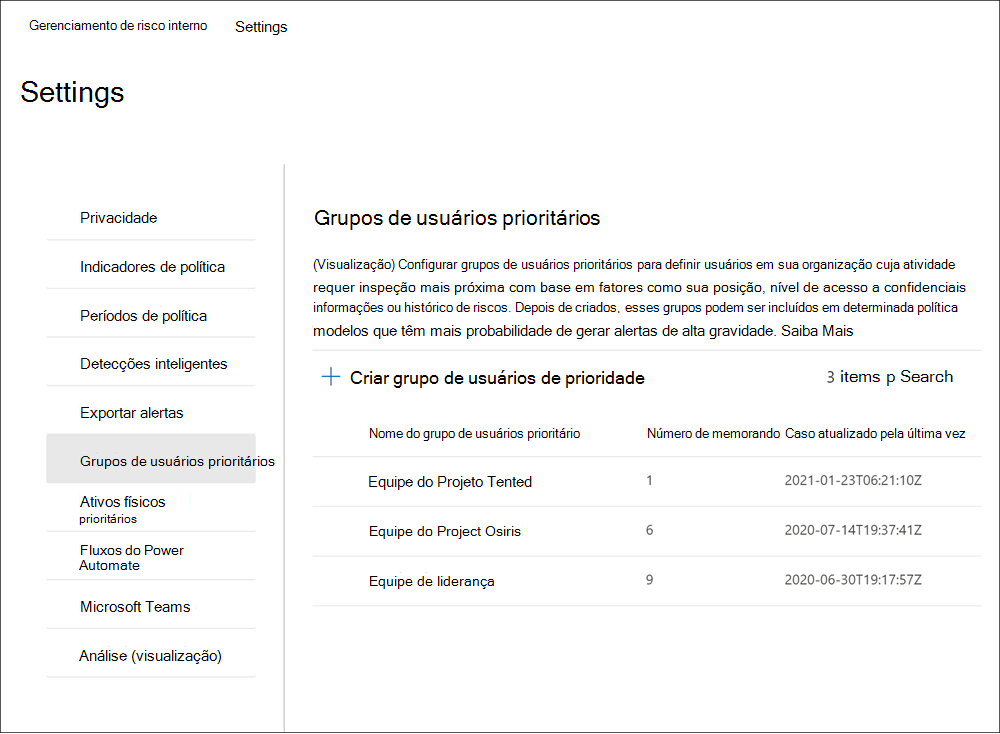 Gerenciamento de risco interno Settings
Settings
Privacidade
Indicadores de política
Períodos de política
Detecções inteligentes
Exportar alertas
Grupos de usuários prioritários
Ativos físicos
prioritários
Fluxos do Power
Automate
Microsoft Teams
Análise (visualização)
Grupos de usuários prioritários
(Visualização) Configurar grupos de usuários prioritários para definir usuários em sua organização cuja atividade
requer inspeção mais próxima com base em fatores como sua posição, nível de acesso a confidenciais
informações ou histórico de riscos. Depois de criados, esses grupos podem ser incluídos em determinada política
modelos que têm mais probabilidade de gerar alertas de alta gravidade. Saiba Mais
Criar grupo de usuários de prioridade 3 items p Search
Nome do grupo de usuários prioritário Número de memorando Caso atualizado pela última vez
Equipe do Projeto Tented 1 2021-01-23T06:21:10Z
Equipe do Project Osiris 6 2020-07-14T19:37:41Z
Equipe de liderança 9 2020-06-30T19:17:57Z